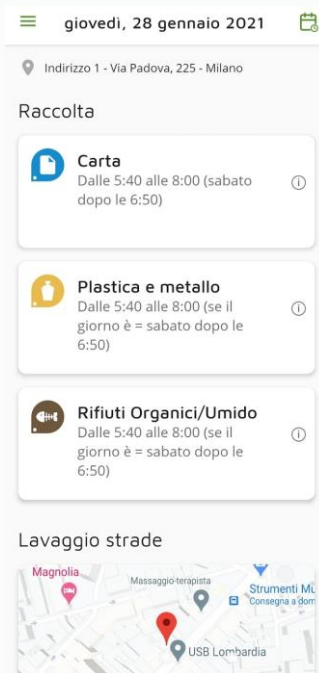 giovedì, 28 gennaio 2021
Indirizzo 1 - Via Padova, 225 - Milano
Raccolta
Carta
Dalle 5:40 alle 8:00 (sabato
dopo le 6:50)
Plastica e metallo
Dalle 5:40 alle 8:00 (se il
giorno è = sabato dopo le
6:50)
Rifiuti Organici/Umido
Dalle 5:40 alle 8:00 (se il
giorno è = sabato dopo le
6:50)
Lavaggio strade
Magnolia
Massaggio terapista
Strumenti Mu
Consegna a dom
USB Lombardia